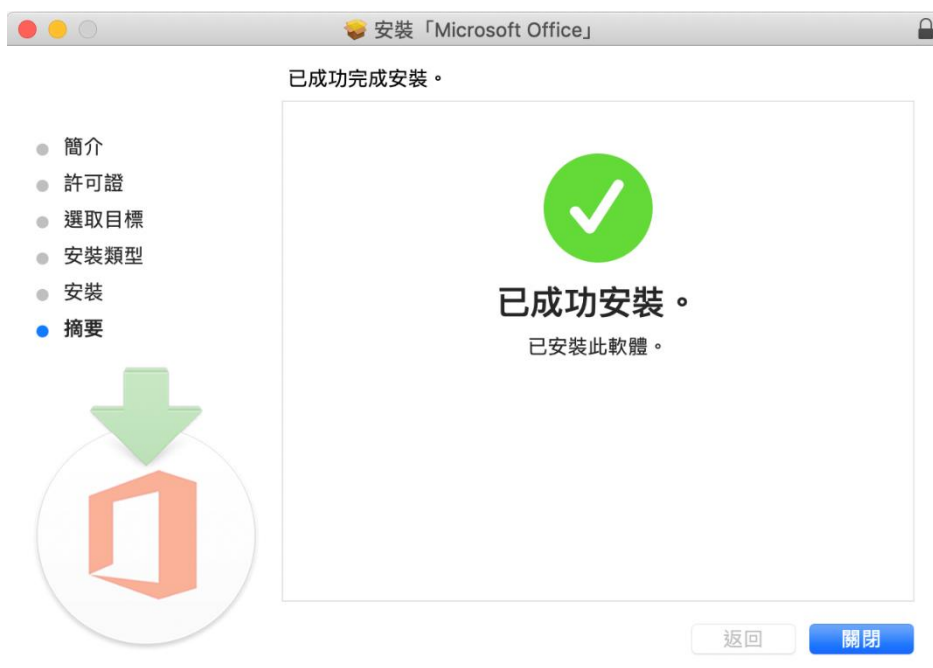 安裝「Microsoft Office」
已成功完成安裝。
簡介
許可證
選取目標
安裝類型
安裝
摘要
已成功安裝。
已安裝此軟體。
返回
關閉